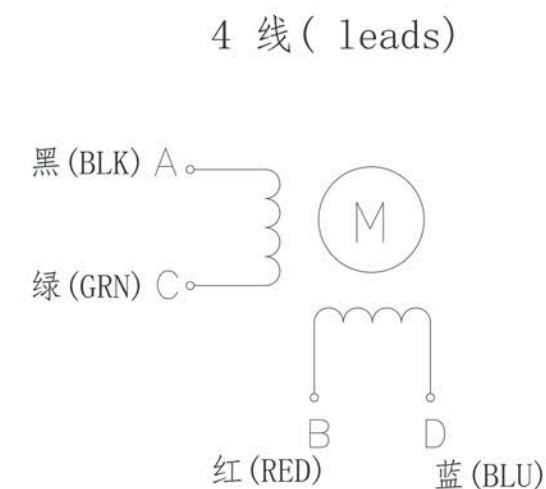 4 线( leads)
黑(BLK) A
M
绿(GRN) C
B D
红(RED) 蓝(BLU)